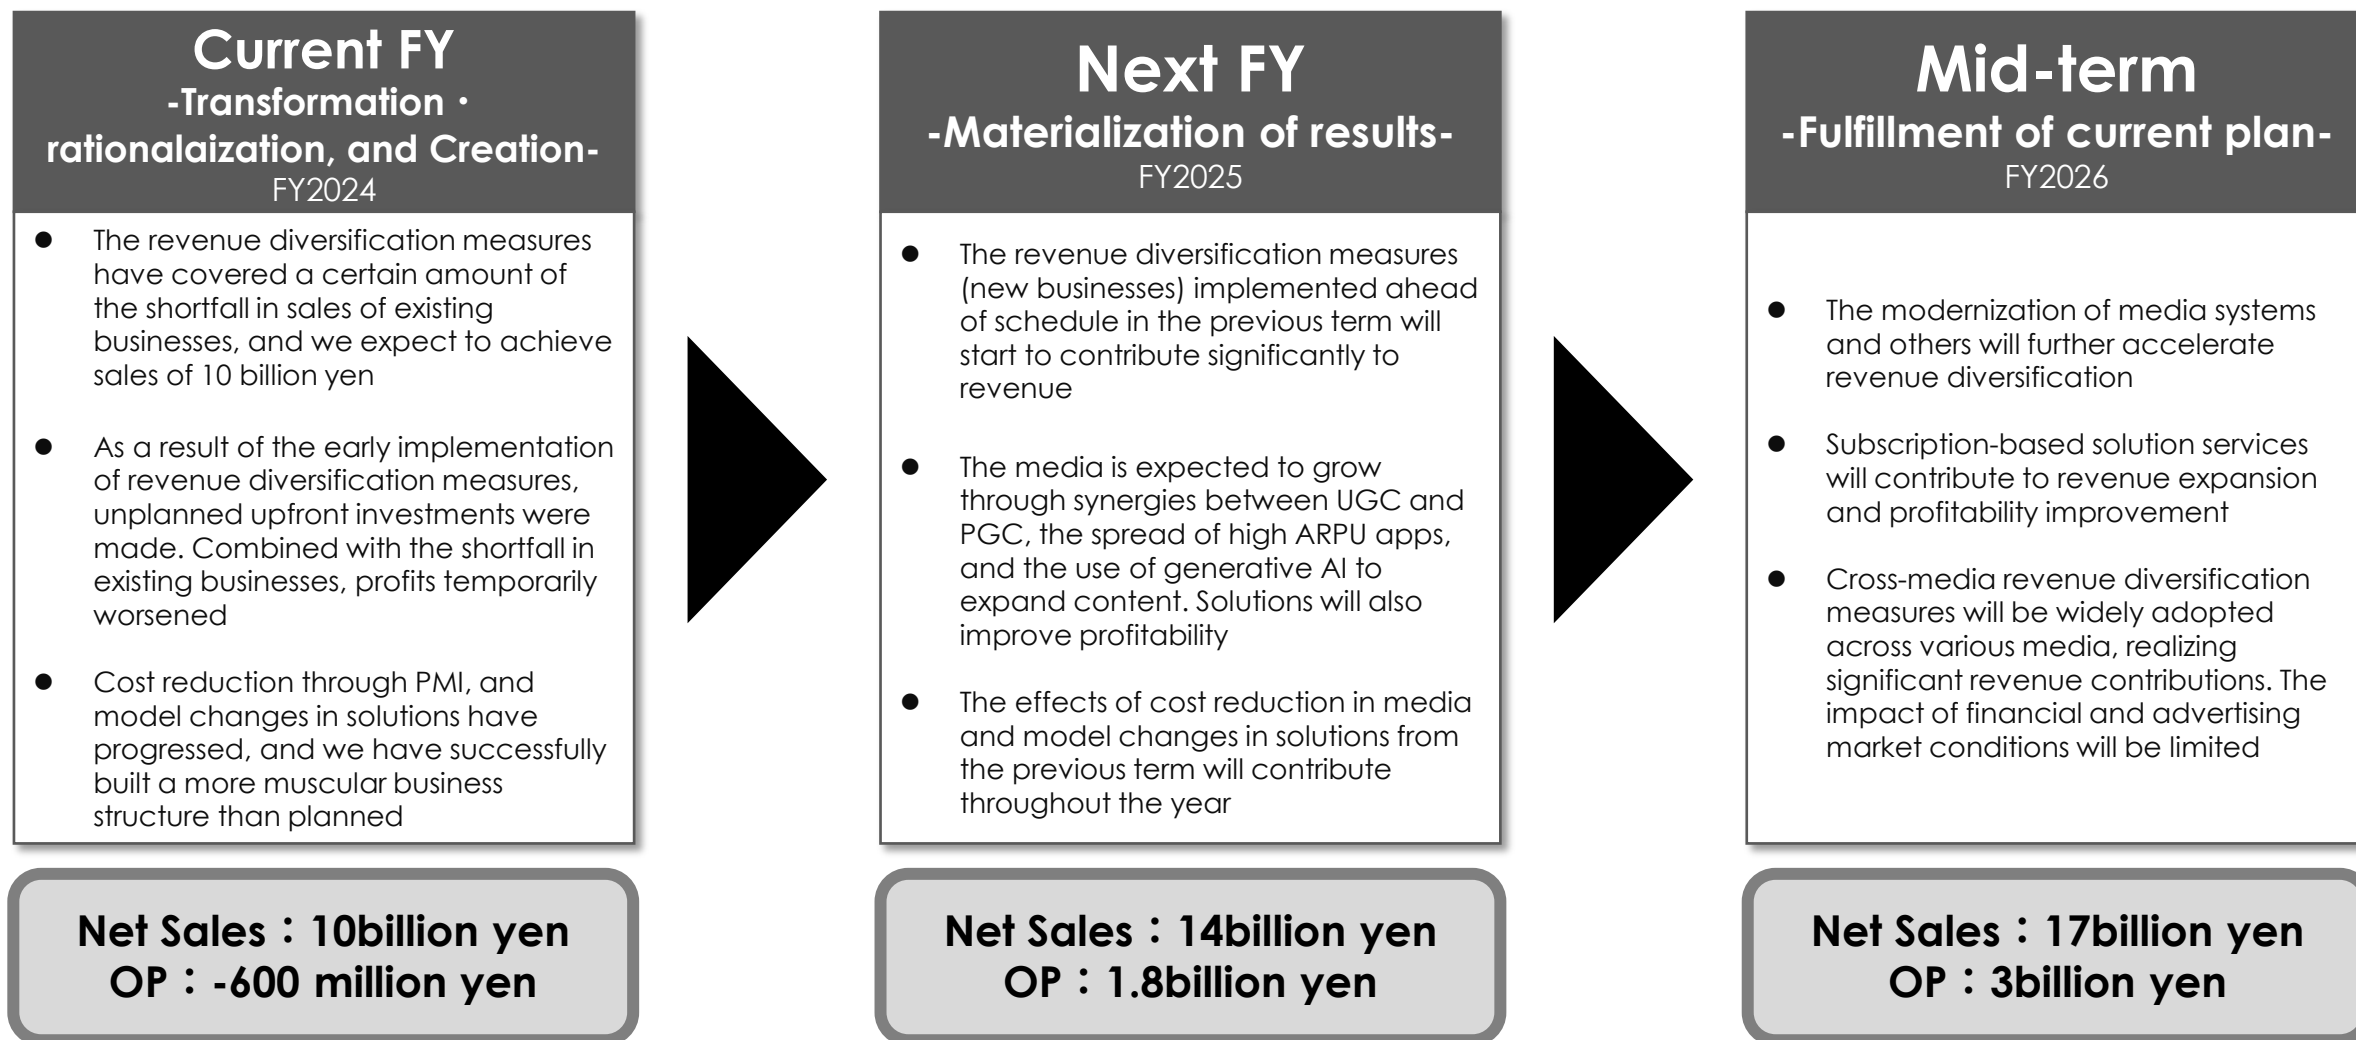 Current FY
-Transformation・
rationalaization, and Creation-
FY2024
● The revenue diversification measures
have covered a certain amount of
the shortfall in sales of existing
businesses, and we expect to achieve
sales of 10 billion yen
● As a result of the early implementation
of revenue diversification measures,
unplanned upfront investments were
made. Combined with the shortfall in
existing businesses, profits temporarily
worsened
● Cost reduction through PMI, and
model changes in solutions have
progressed, and we have successfully
built a more muscular business
structure than planned
Net Sales：10billion yen
OP：-600 million yen
Next FY
-Materialization of results-
FY2025
● The revenue diversification measures
(new businesses) implemented ahead
of schedule in the previous term will
start to contribute significantly to
revenue
● The media is expected to grow
through synergies between UGC and
PGC, the spread of high ARPU apps,
and the use of generative AI to
expand content. Solutions will also
improve profitability
● The effects of cost reduction in media
and model changes in solutions from
the previous term will contribute
throughout the year
Net Sales：14billion yen
OP：1.8billion yen
Mid-term
-Fulfillment of current plan-
FY2026
● The modernization of media systems
and others will further accelerate
revenue diversification
● Subscription-based solution services
will contribute to revenue expansion
and profitability improvement
● Cross-media revenue diversification
measures will be widely adopted
across various media, realizing
significant revenue contributions. The
impact of financial and advertising
market conditions will be limited
Net Sales：17billion yen
OP：3billion yen